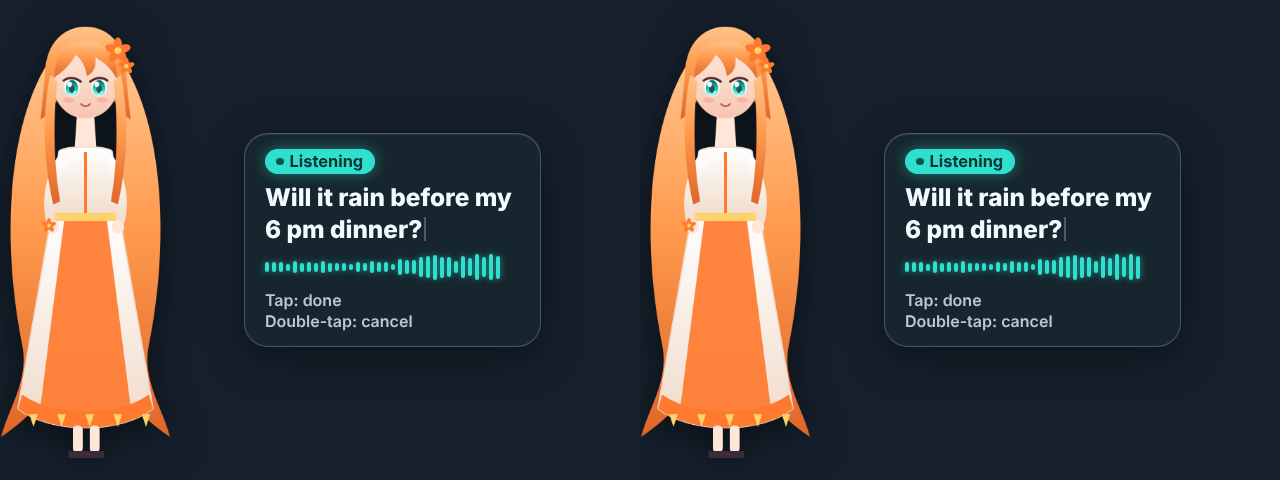 Listening
Will it rain before my
6 pm dinner?
Tap: done
Double-tap: cancel
Listening
Will it rain before my
6 pm dinner?
Tap: done
Double-tap: cancel